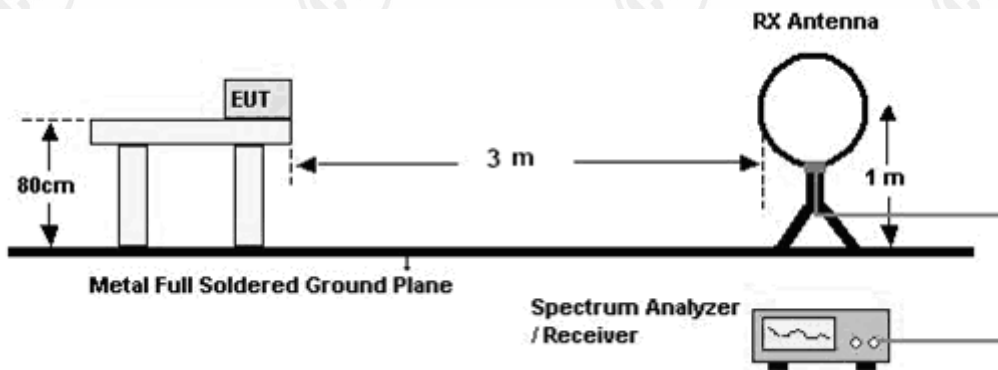 RX Antenna
EUT
3 m
80cm
1 m
Metal Full Soldered Ground Plane
Spectrum Analyzer
/ Receiver